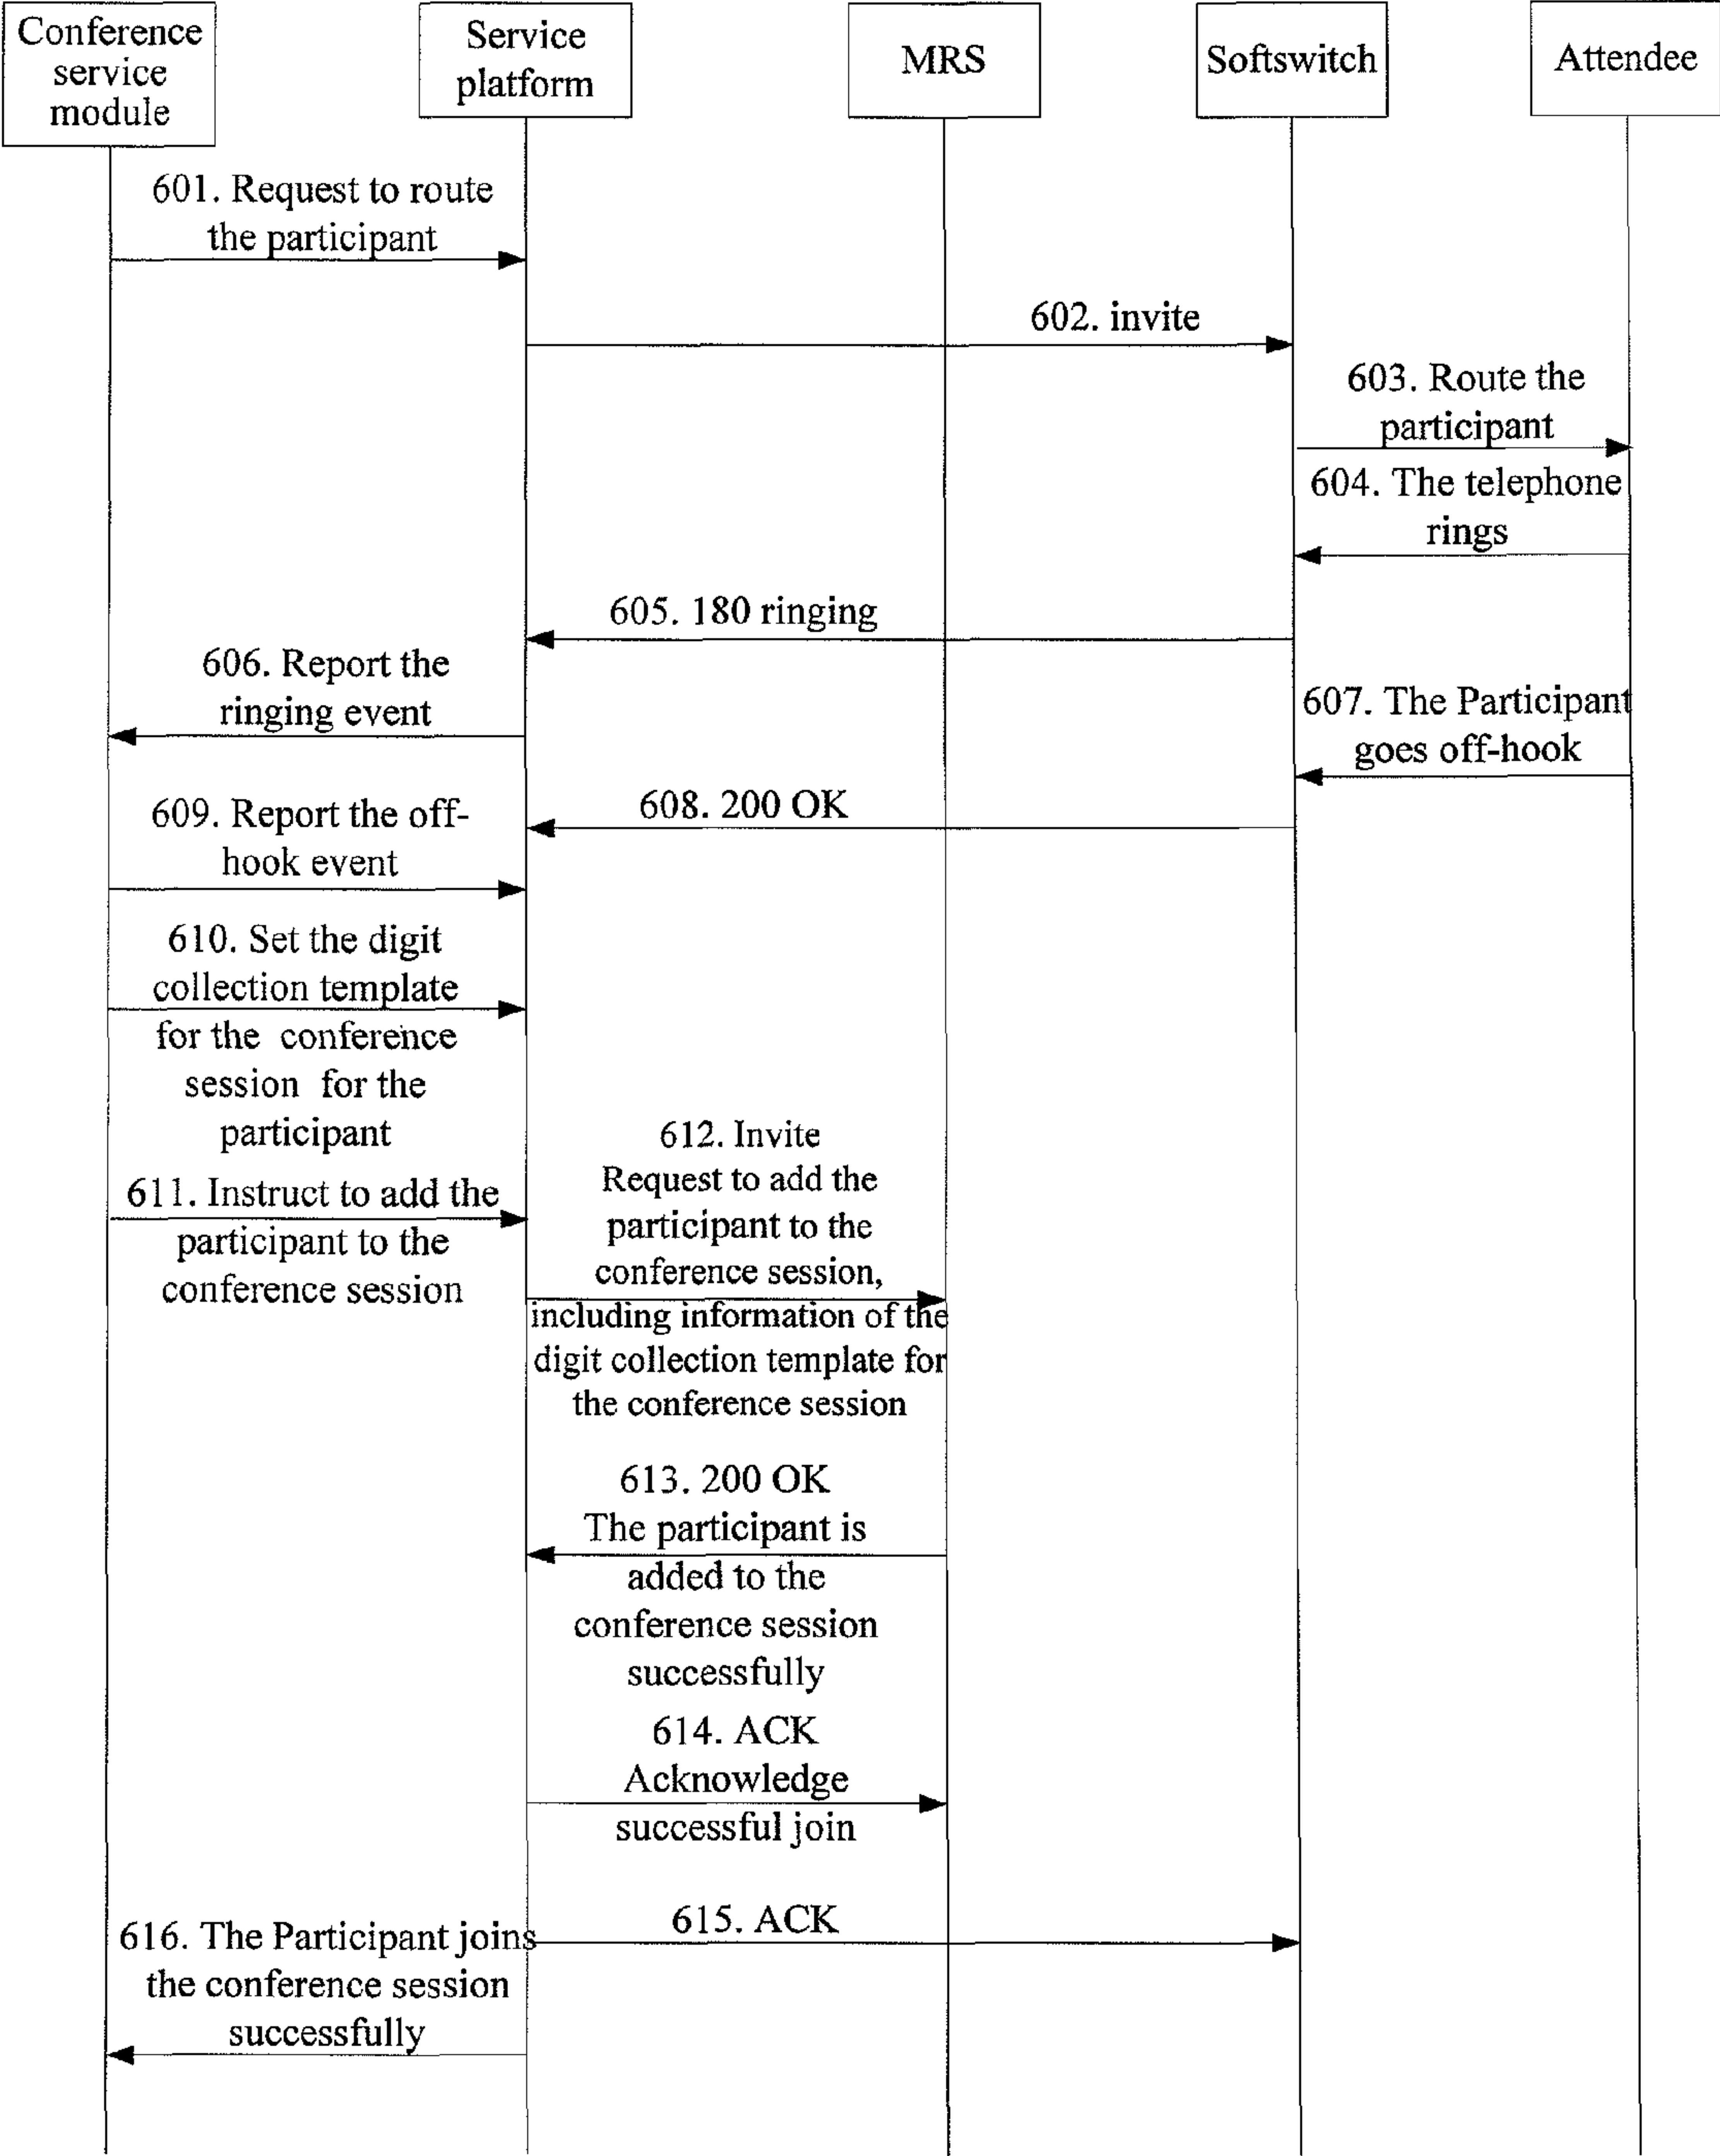 Conference
service
module
Service
platform
MRS
Softswitch
Attendee
601. Request to route
the participant
602. invite
603. Route the
participant
604. The telephone
rings
605. 180 ringing
606. Report the
ringing event
607. The Participant
goes off-hook
608. 200 OK
609. Report the off-
hook event
610. Set the digit
collection template
for the conference
session for the
participant
611. Instruct to add the
participant to the
conference session
612. Invite
Request to add the
participant to the
conference session,
including information of the
digit collection template for
the conference session
613. 200 OK
The participant is
added to the
conference session
successfully
614. ACK
Acknowledge
successful join
615. ACK
616. The Participant joins
the conference session
successfully